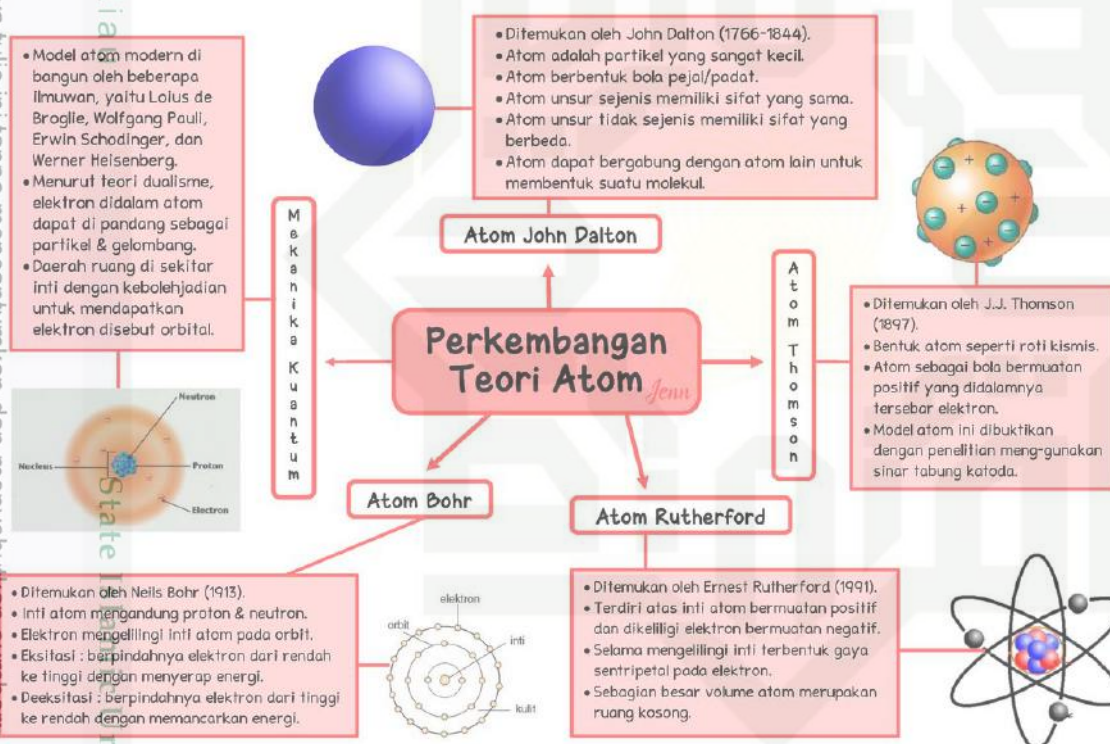 Perkembangan
Teori Atom
Jenn
Atom John Dalton
• Ditemukan oleh John Dalton (1766-1844).
• Atom adalah partikel yang sangat kecil.
• Atom berbentuk bola pejal/padat.
• Atom unsur sejenis memiliki sifat yang sama.
• Atom unsur tidak sejenis memiliki sifat yang
berbeda.
• Atom dapat bergabung dengan atom lain untuk
membentuk suatu molekul.
Atom Thomson
• Ditemukan oleh J.J. Thomson
(1897).
• Bentuk atom seperti roti kismis.
• Atom sebagai bola bermuatan
positif yang didalamnya
tersebar elektron.
• Model atom ini dibuktikan
dengan penelitian meng-gunakan
sinar tabung katoda.
Atom Rutherford
• Ditemukan oleh Ernest Rutherford (1991).
• Terdiri atas inti atom bermuatan positif
dan dikeliligi elektron bermuatan negatif.
• Selama mengelilingi inti terbentuk gaya
sentripetal pada elektron.
• Sebagian besar volume atom merupakan
ruang kosong.
Atom Bohr
• Ditemukan oleh Neils Bohr (1913).
• Inti atom mengandung proton & neutron.
• Elektron mengelilingi inti atom pada orbit.
• Eksitasi : berpindahnya elektron dari rendah
ke tinggi dengan menyerap energi.
• Deeksitasi : berpindahnya elektron dari tinggi
ke rendah dengan memancarkan energi.
elektron
orbit
inti
kulit
Mekanika Kuantum
• Model atom modern di
bangun oleh beberapa
ilmuwan, yaitu Loius de
Broglie, Wolfgang Pauli,
Erwin Schodinger, dan
Werner Heisenberg.
• Menurut teori dualisme,
elektron didalam atom
dapat di pandang sebagai
partikel & gelombang.
• Daerah ruang di sekitar
inti dengan kebolehjadian
untuk mendapatkan
elektron disebut orbital.
Neutron
Nucleus
Proton
Electron
State Islamic Un